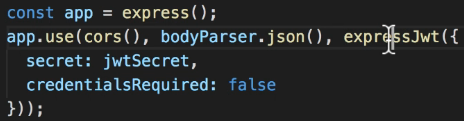 const app = express();
app.use(cors(), bodyParser.json(), expressJwt({
  secret: jwtSecret,
  credentialsRequired: false
}));